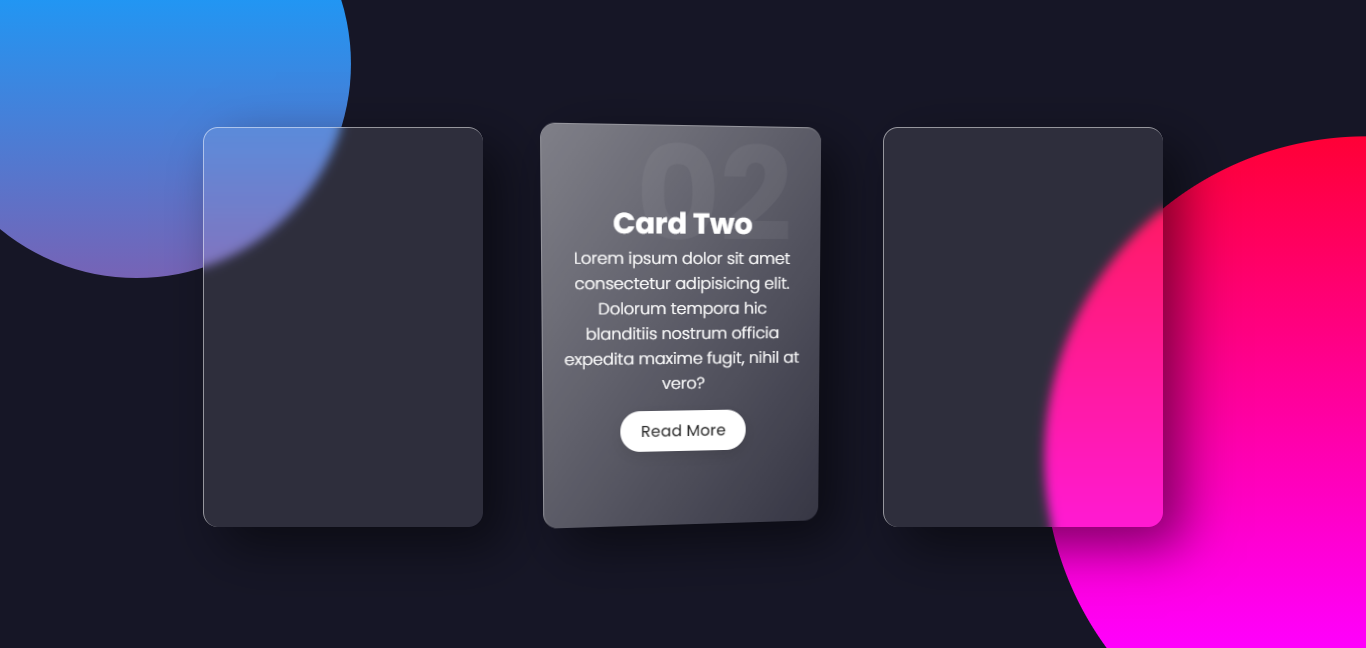 02
Card Two
Lorem ipsum dolor sit amet
consectetur adipisicing elit.
Dolorum tempora hic
blanditiis nostrum officia
expedita maxime fugit, nihil at
vero?
Read More